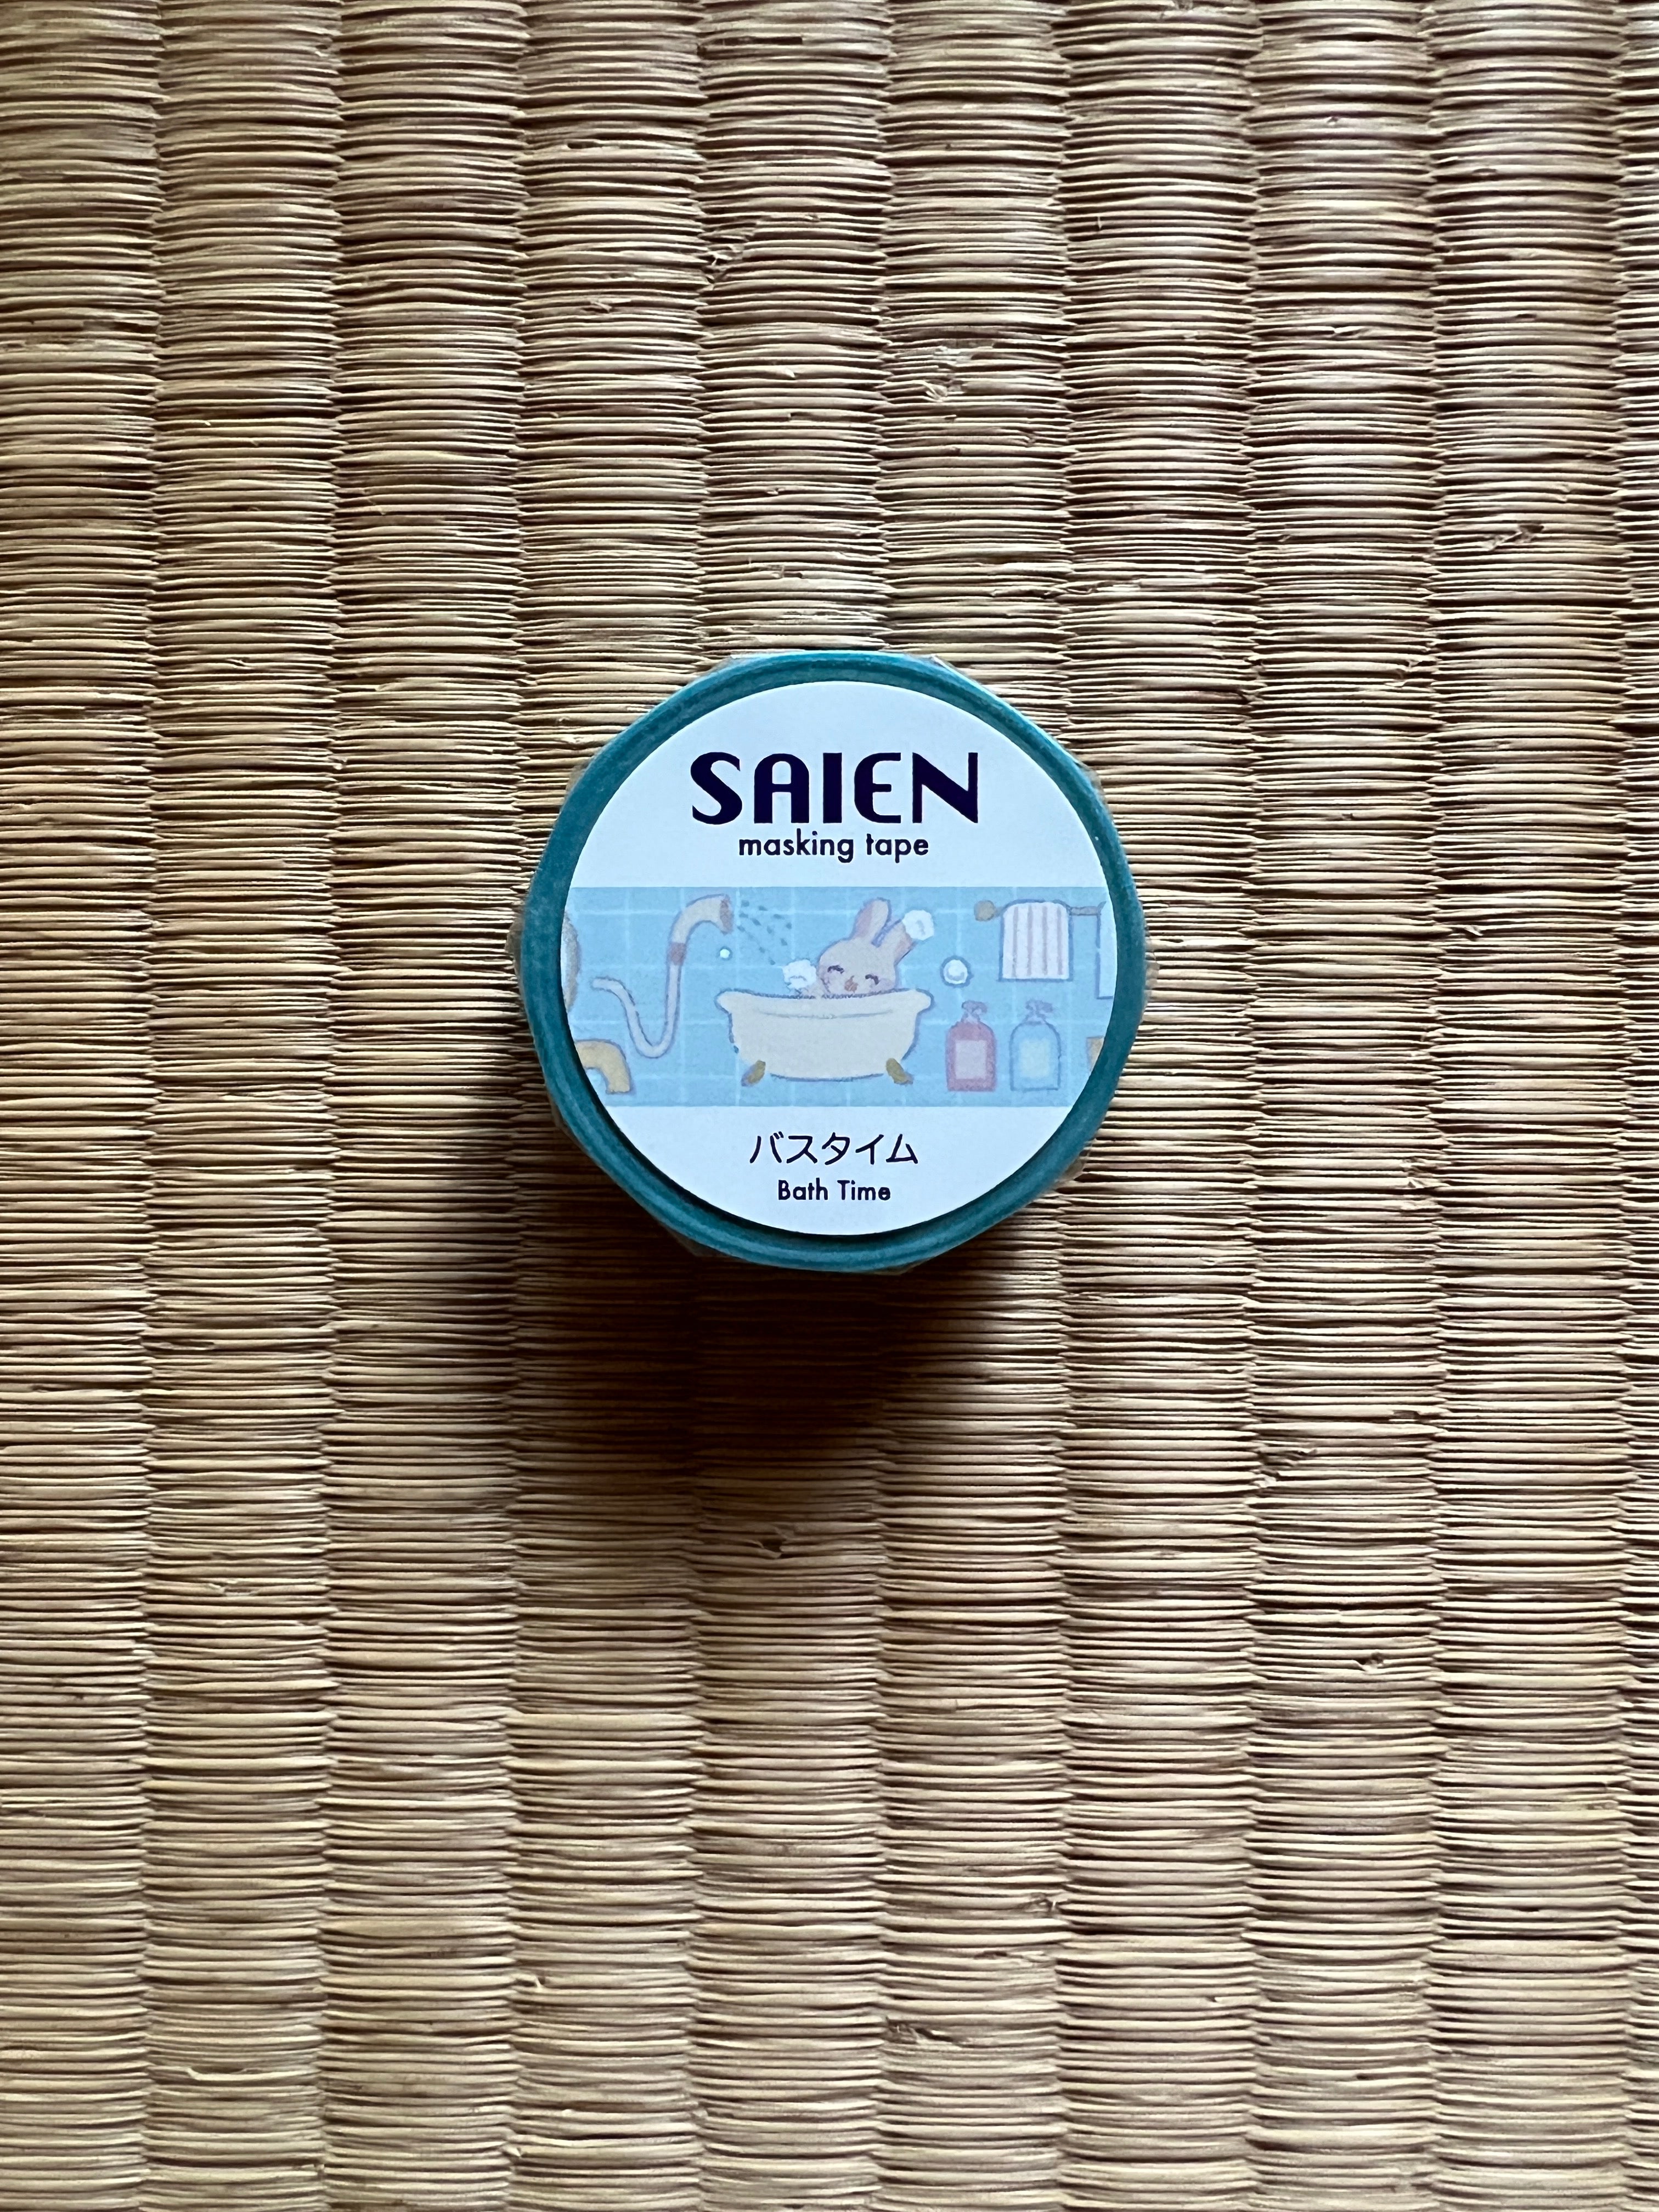 SAIEN
masking tape
バスタイム
Bath Time